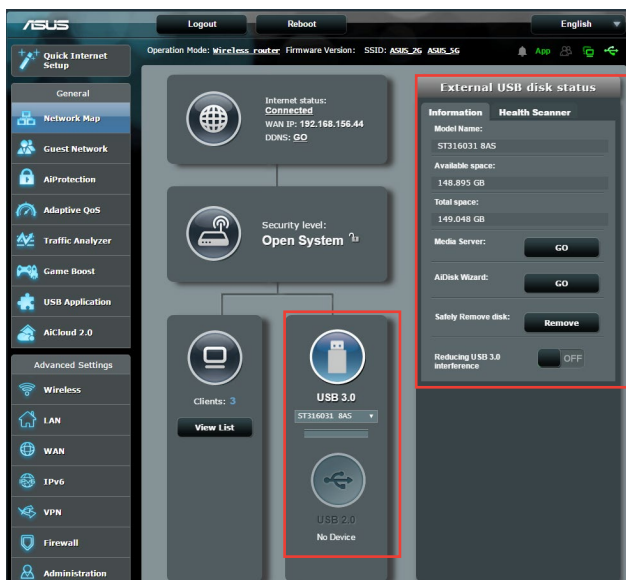 ASUS
Logout
Reboot
English
Quick Internet
Setup
Operation Mode: Wireless router Firmware Version: SSID: ASUS_2G ASUS_5G
App
General
Network Map
Guest Network
AiProtection
Adaptive QoS
Traffic Analyzer
Game Boost
USB Application
AiCloud 2.0
Advanced Settings
Wireless
LAN
WAN
IPv6
VPN
Firewall
Administration
Internet status:
Connected
WAN IP: 192.168.156.44
DDNS: GO
Security level:
Open System
Clients: 3
View List
USB 3.0
ST316031 8AS
USB 2.0
No Device
External USB disk status
Information Health Scanner
Model Name:
ST316031 8AS
Available space:
148.895 GB
Total space:
149.048 GB
Media Server:
GO
AiDisk Wizard:
GO
Safely Remove disk:
Remove
Reducing USB 3.0
interference
OFF